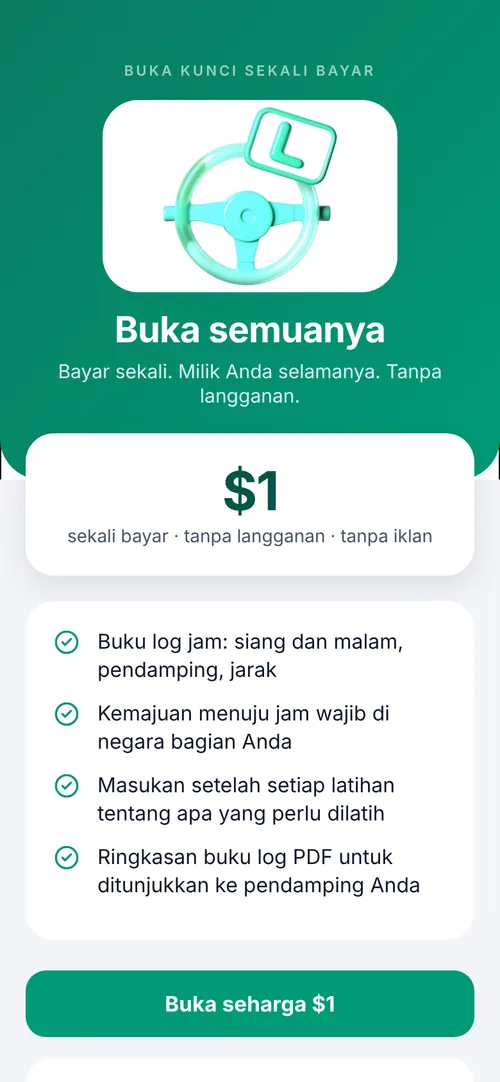 BUKA KUNCI SEKALI BAYAR
L
Buka semuanya
Bayar sekali. Milik Anda selamanya. Tanpa
langganan.
$1
sekali bayar · tanpa langganan · tanpa iklan
Buku log jam: siang dan malam,
pendamping, jarak
Kemajuan menuju jam wajib di
negara bagian Anda
Masukan setelah setiap latihan
tentang apa yang perlu dilatih
Ringkasan buku log PDF untuk
ditunjukkan ke pendamping Anda
Buka seharga $1